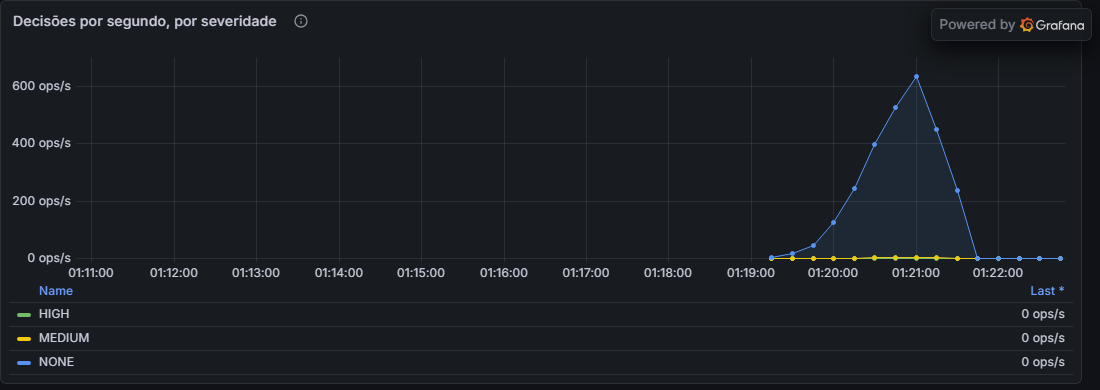 Decisões por segundo, por severidade
Powered by Grafana
600 ops/s
400 ops/s
200 ops/s
0 ops/s
01:11:00 01:12:00 01:13:00 01:14:00 01:15:00 01:16:00 01:17:00 01:18:00 01:19:00 01:20:00 01:21:00 01:22:00
Name Last *
HIGH 0 ops/s
MEDIUM 0 ops/s
NONE 0 ops/s